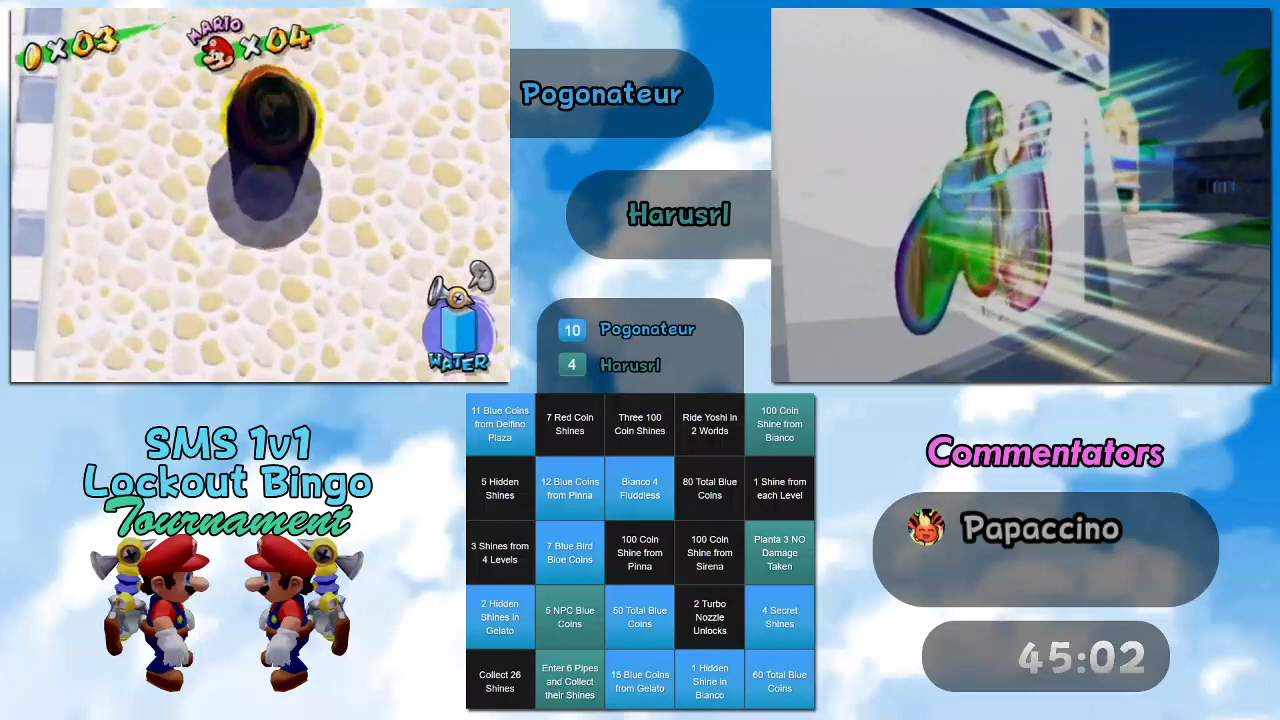 ×03
MARIO
×04
WATER
Pogonateur
Harusrl
10 Pogonateur
4 Harusrl
SMS 1v1
Lockout Bingo
Tournament
11 Blue Coins
from Delfino
Plaza
7 Red Coin
Shines
Three 100
Coin Shines
Ride Yoshi in
2 Worlds
100 Coin
Shine from
Bianco
5 Hidden
Shines
12 Blue Coins
from Pinna
Bianco 4
Fluddless
80 Total Blue
Coins
1 Shine from
each Level
3 Shines from
4 Levels
7 Blue Bird
Blue Coins
100 Coin
Shine from
Pinna
100 Coin
Shine from
Sirena
Pianta 3 NO
Damage
Taken
2 Hidden
Shines in
Gelato
5 NPC Blue
Coins
50 Total Blue
Coins
2 Turbo
Nozzle
Unlocks
4 Secret
Shines
Collect 26
Shines
Enter 6 Pipes
and Collect
their Shines
15 Blue Coins
from Gelato
1 Hidden
Shine in
Bianco
60 Total Blue
Coins
Commentators
Papaccino
45:02